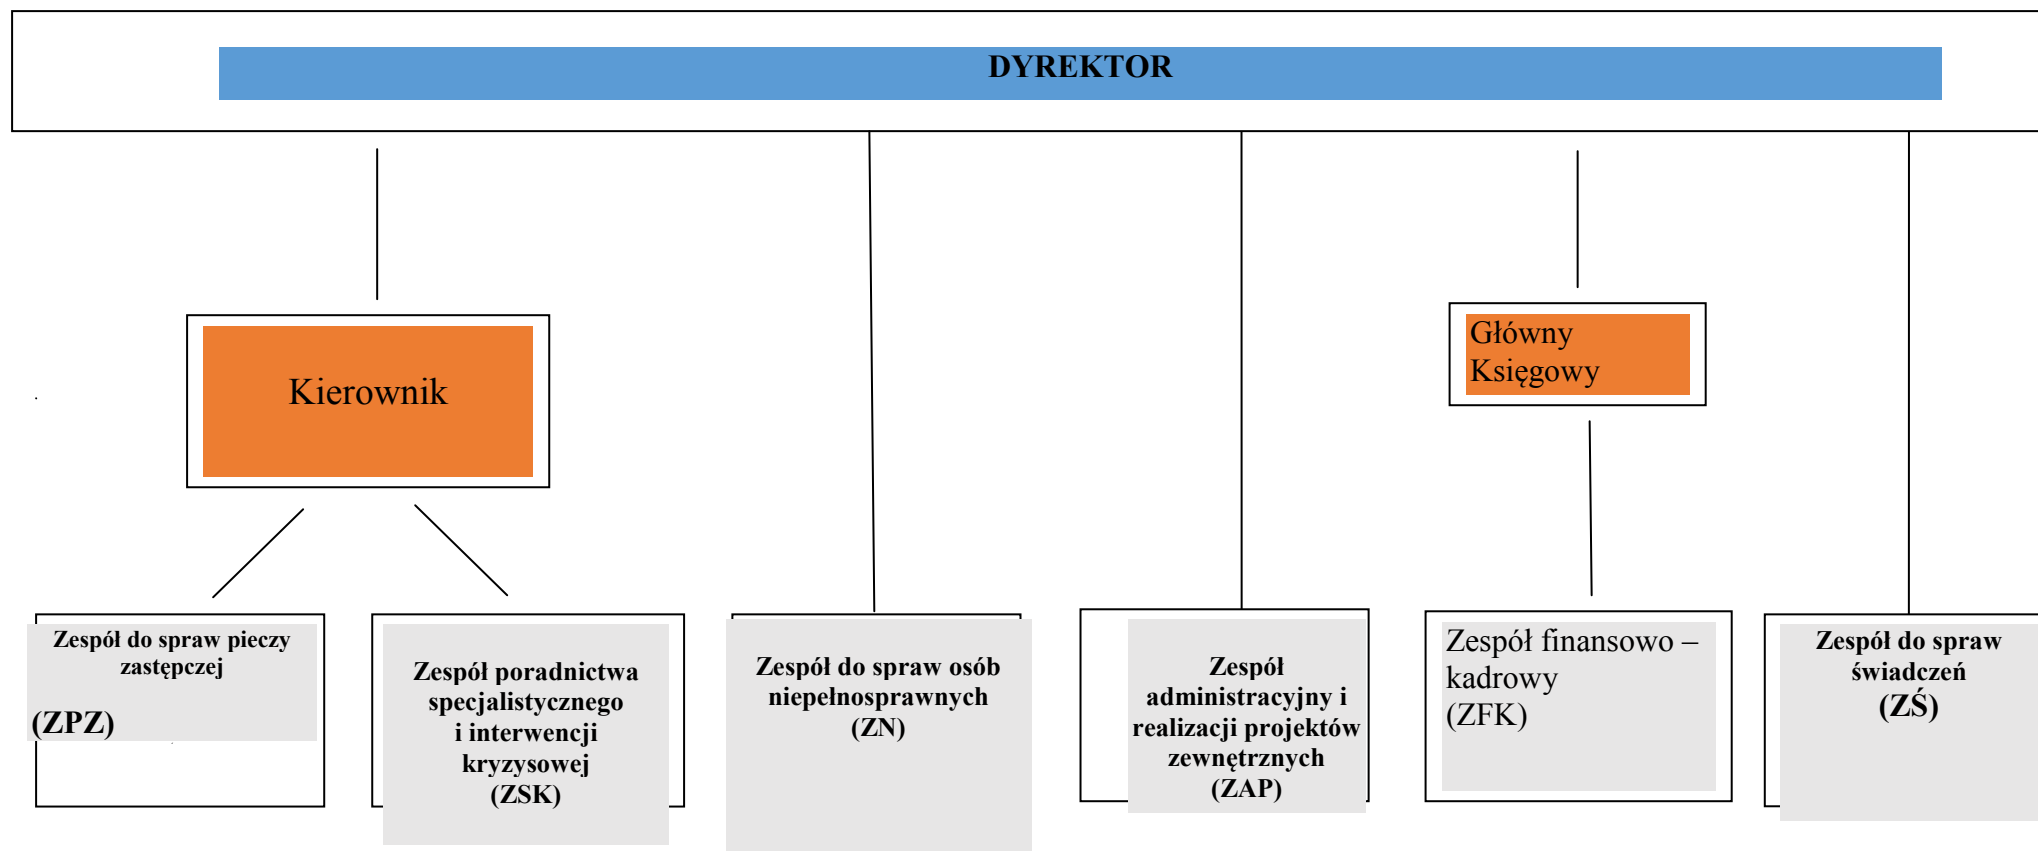 DYREKTOR
Kierownik
Główny
Księgowy
Zespół do spraw pieczy
zastępczej
(ZPZ)
Zespół poradnictwa
specjalistycznego
i interwencji
kryzysowej
(ZSK)
Zespół do spraw osób
niepełnosprawnych
(ZN)
Zespół
administracyjny i
realizacji projektów
zewnętrznych
(ZAP)
Zespół finansowo –
kadrowy
(ZFK)
Zespół do spraw
świadczeń
(ZŚ)